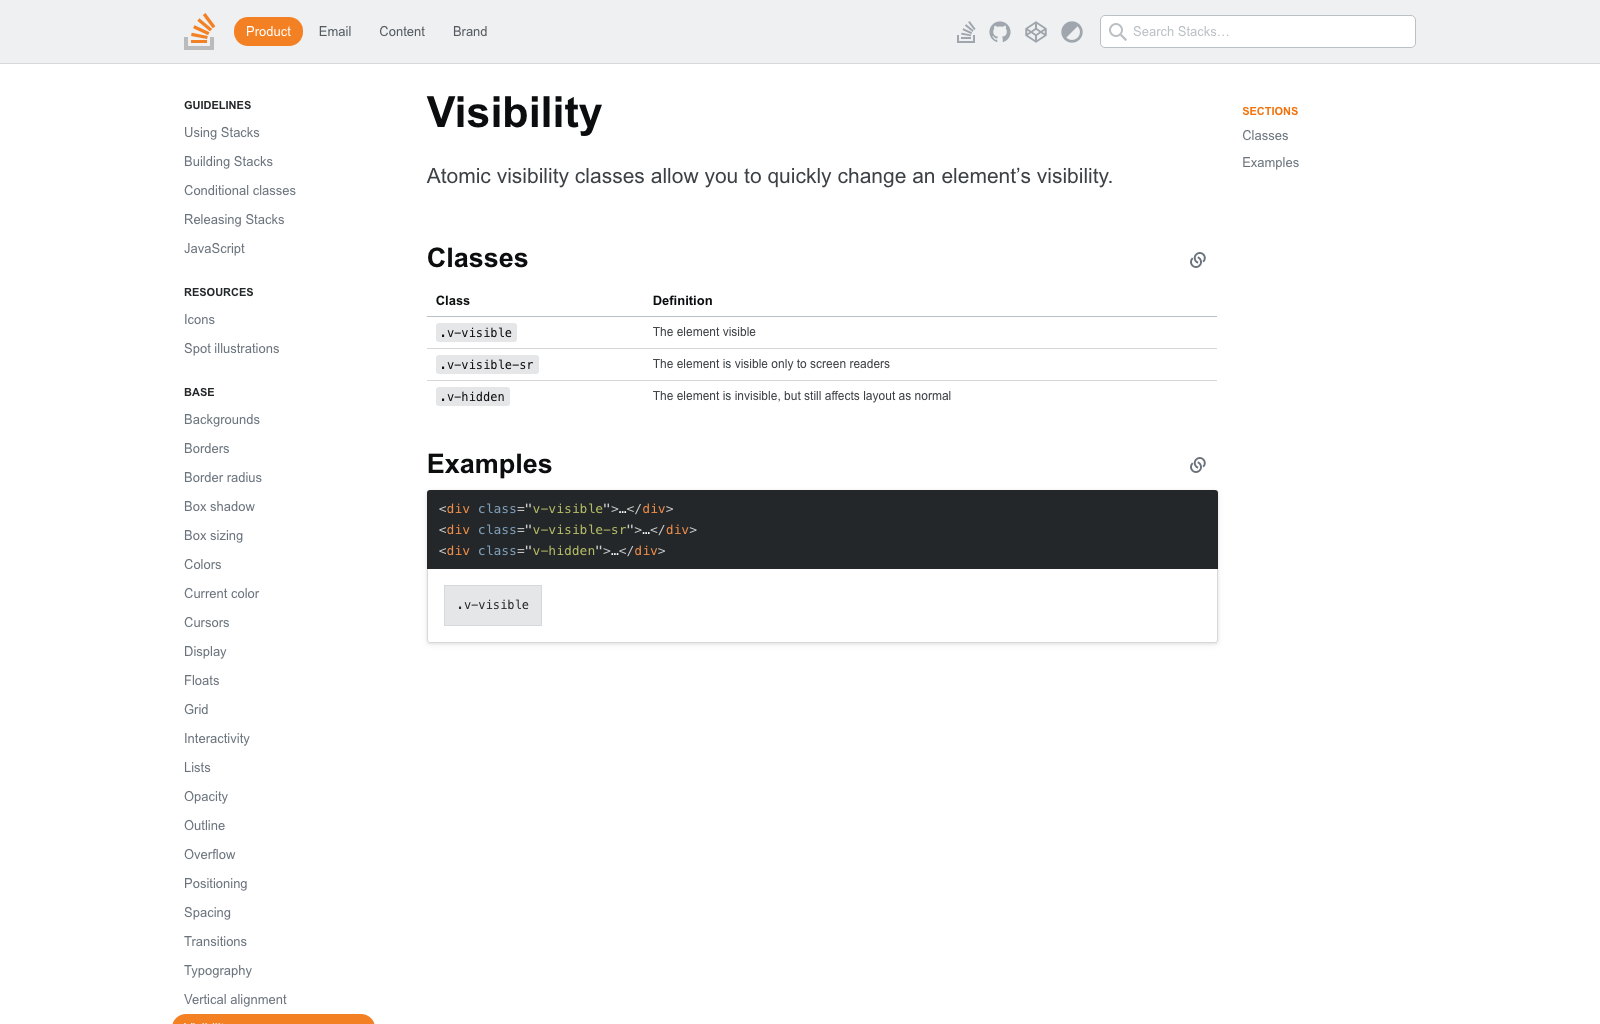 Product
Email
Content
Brand
Search Stacks…
GUIDELINES
Using Stacks
Building Stacks
Conditional classes
Releasing Stacks
JavaScript
RESOURCES
Icons
Spot illustrations
BASE
Backgrounds
Borders
Border radius
Box shadow
Box sizing
Colors
Current color
Cursors
Display
Floats
Grid
Interactivity
Lists
Opacity
Outline
Overflow
Positioning
Spacing
Transitions
Typography
Vertical alignment
Visibility
Atomic visibility classes allow you to quickly change an element’s visibility.
Classes
Class Definition
.v-visible The element visible
.v-visible-sr The element is visible only to screen readers
.v-hidden The element is invisible, but still affects layout as normal
Examples
<div class="v-visible">…</div>
<div class="v-visible-sr">…</div>
<div class="v-hidden">…</div>
.v-visible
SECTIONS
Classes
Examples